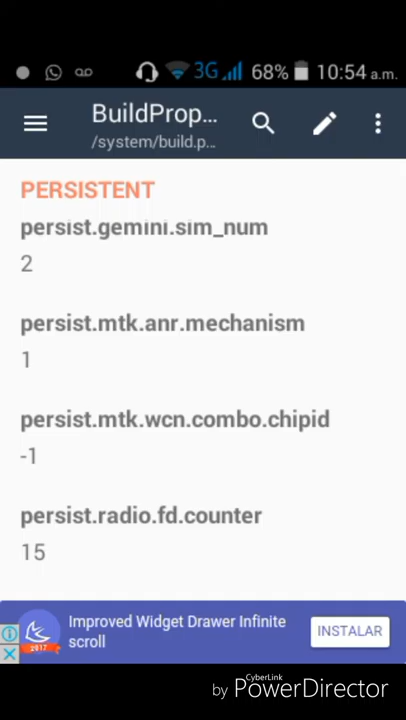 3G 68% 10:54 a.m.
BuildProp...
/system/build.p...
PERSISTENT
persist.gemini.sim_num
2
persist.mtk.anr.mechanism
1
persist.mtk.wcn.combo.chipid
-1
persist.radio.fd.counter
15
Improved Widget Drawer Infinite
scroll
INSTALAR
2017
CyberLink
by PowerDirector